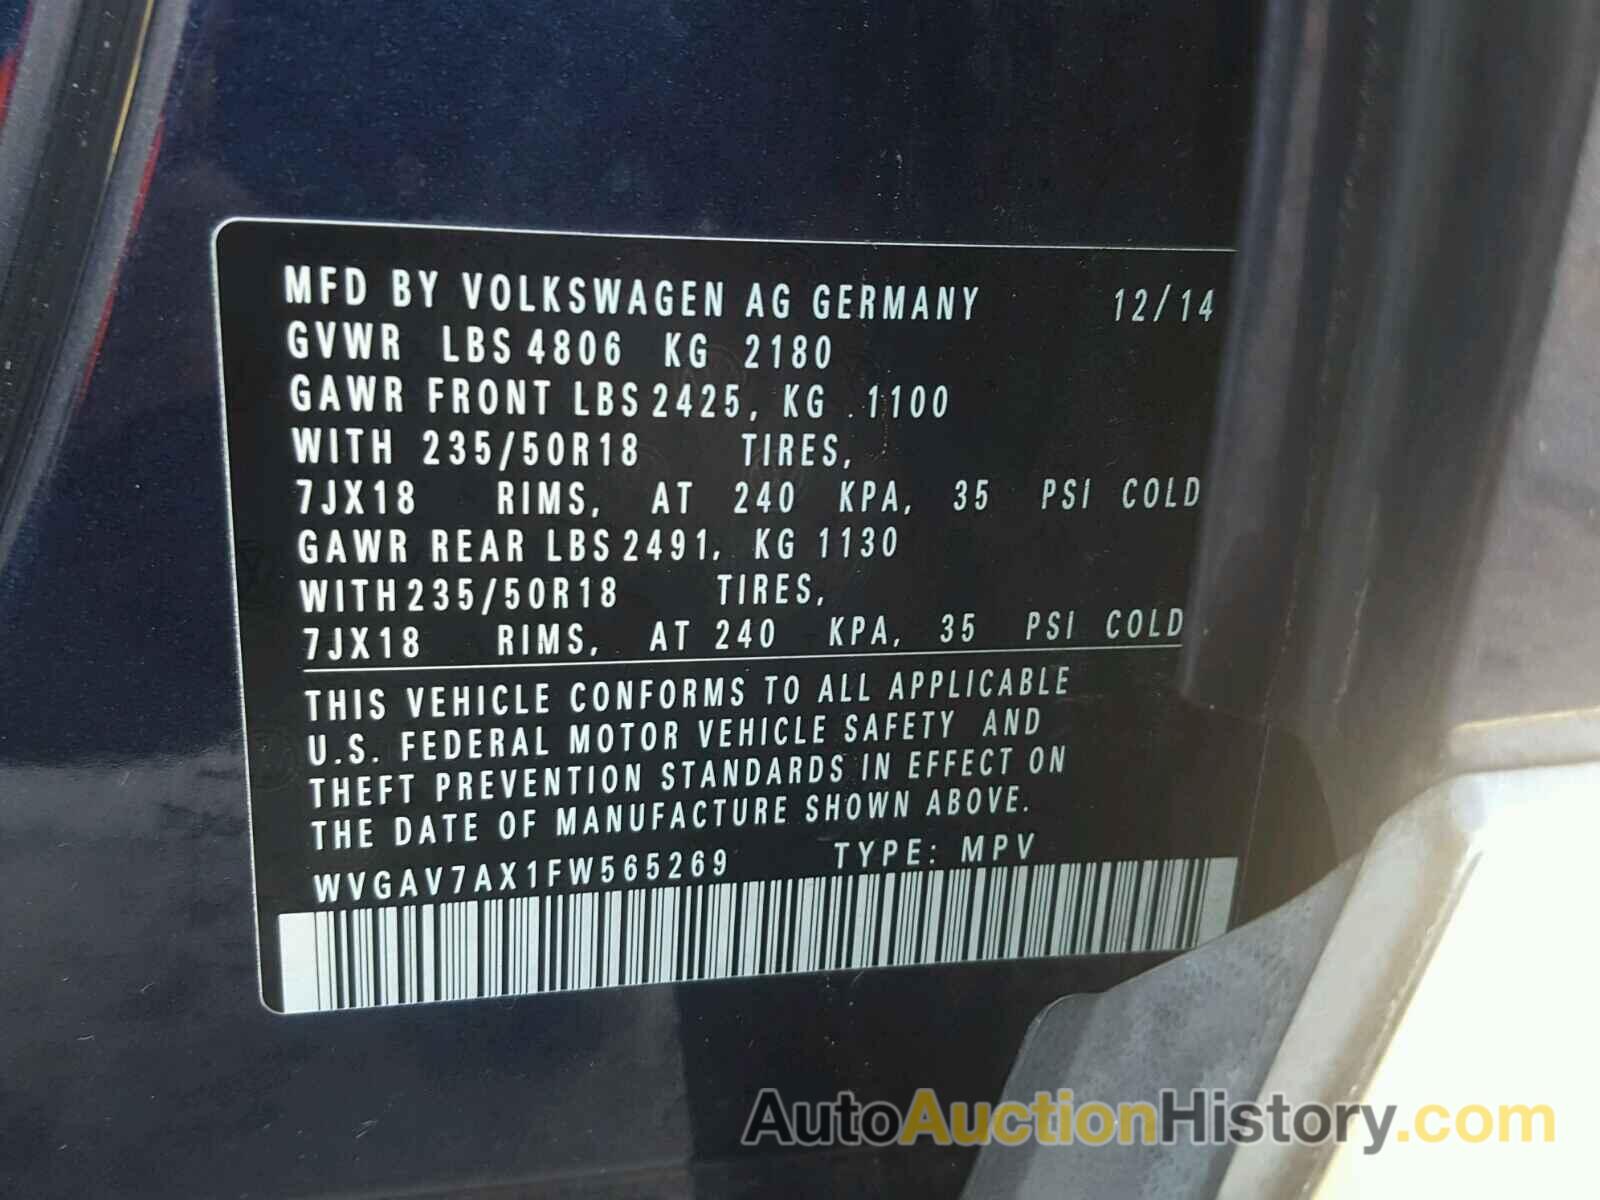 MFD BY VOLKSWAGEN AG GERMANY 12/14
GVWR LBS 4806 KG 2180
GAWR FRONT LBS 2425, KG .1100
WITH 235/50R18 TIRES,
7JX18 RIMS, AT 240 KPA, 35 PSI COLD
GAWR REAR LBS 2491, KG 1130
WITH 235/50R18 TIRES,
7JX18 RIMS, AT 240 KPA, 35 PSI COLD
THIS VEHICLE CONFORMS TO ALL APPLICABLE
U.S. FEDERAL MOTOR VEHICLE SAFETY AND
THEFT PREVENTION STANDARDS IN EFFECT ON
THE DATE OF MANUFACTURE SHOWN ABOVE.
WVGAV7AX1FW565269 TYPE: MPV
AutoAuctionHistory.com